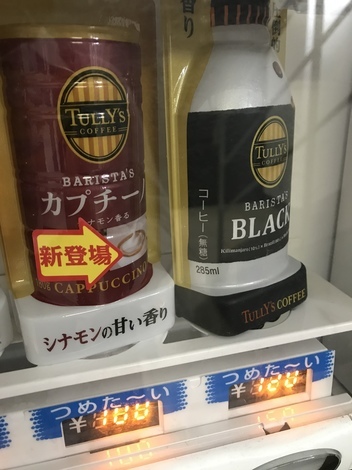 TULLY'S
COFFEE
BARISTA'S
カプチーノ
シナモン香る
新登場
CAPPUCCINO
シナモンの甘い香り
香り
TULLY'S
COFFEE
BARISTA'S
BLACK
コーヒー(無糖)
285ml
TULLY'S COFFEE
つめた〜い
¥
つめた〜い
¥